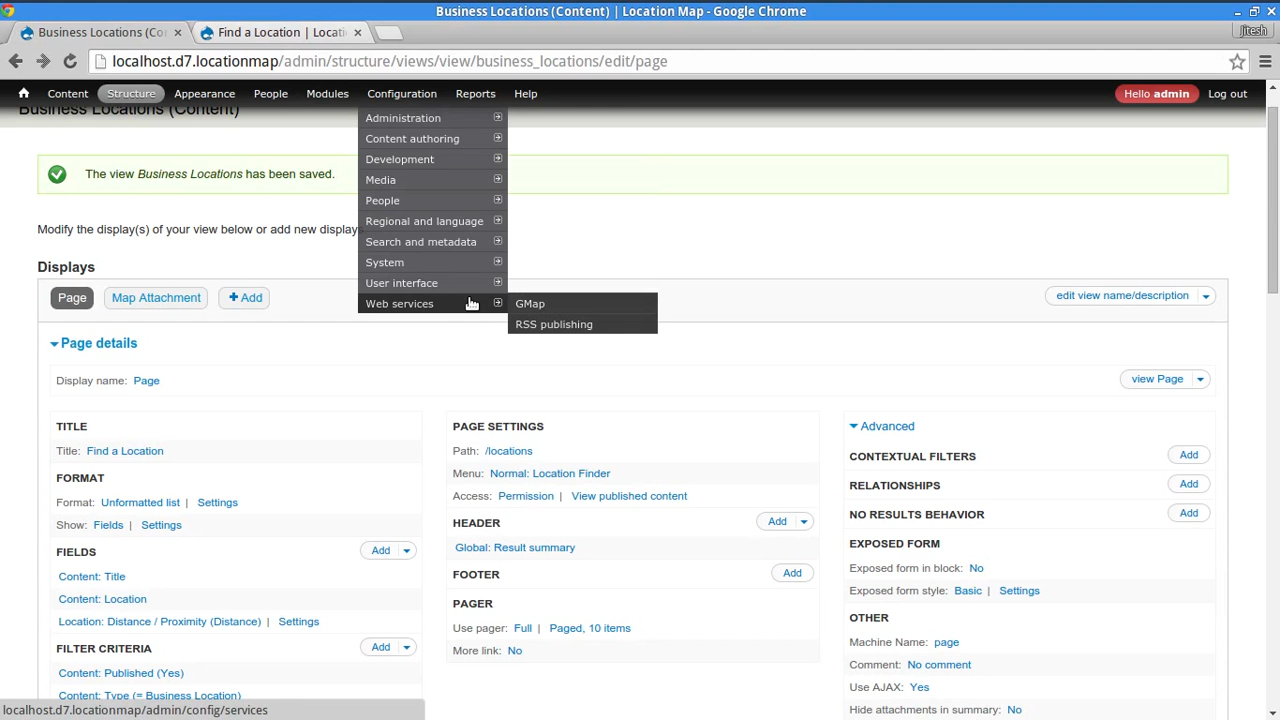 Business Locations (Content) | Location Map - Google Chrome
Business Locations (Co
Find a Location | Locati
Jitesh
localhost.d7.locationmap/admin/structure/views/view/business_locations/edit/page
Content Structure Appearance People Modules Configuration Reports Help Hello admin Log out
Business Locations (Content)
Administration
Content authoring
Development
Media
People
Regional and language
Search and metadata
System
User interface
Web services
GMap
RSS publishing
The view Business Locations has been saved.
Modify the display(s) of your view below or add new displays
Displays
Page Map Attachment Add edit view name/description
Page details
Display name: Page view Page
TITLE
Title: Find a Location
FORMAT
Format: Unformatted list | Settings
Show: Fields | Settings
FIELDS Add
Content: Title
Content: Location
Location: Distance / Proximity (Distance) | Settings
FILTER CRITERIA Add
Content: Published (Yes)
Content: Type (= Business Location)
PAGE SETTINGS
Path: /locations
Menu: Normal: Location Finder
Access: Permission | View published content
HEADER Add
Global: Result summary
FOOTER Add
PAGER
Use pager: Full | Paged, 10 items
More link: No
Advanced
CONTEXTUAL FILTERS Add
RELATIONSHIPS Add
NO RESULTS BEHAVIOR Add
EXPOSED FORM
Exposed form in block: No
Exposed form style: Basic | Settings
OTHER
Machine Name: page
Comment: No comment
Use AJAX: Yes
Hide attachments in summary: No
localhost.d7.locationmap/admin/config/services